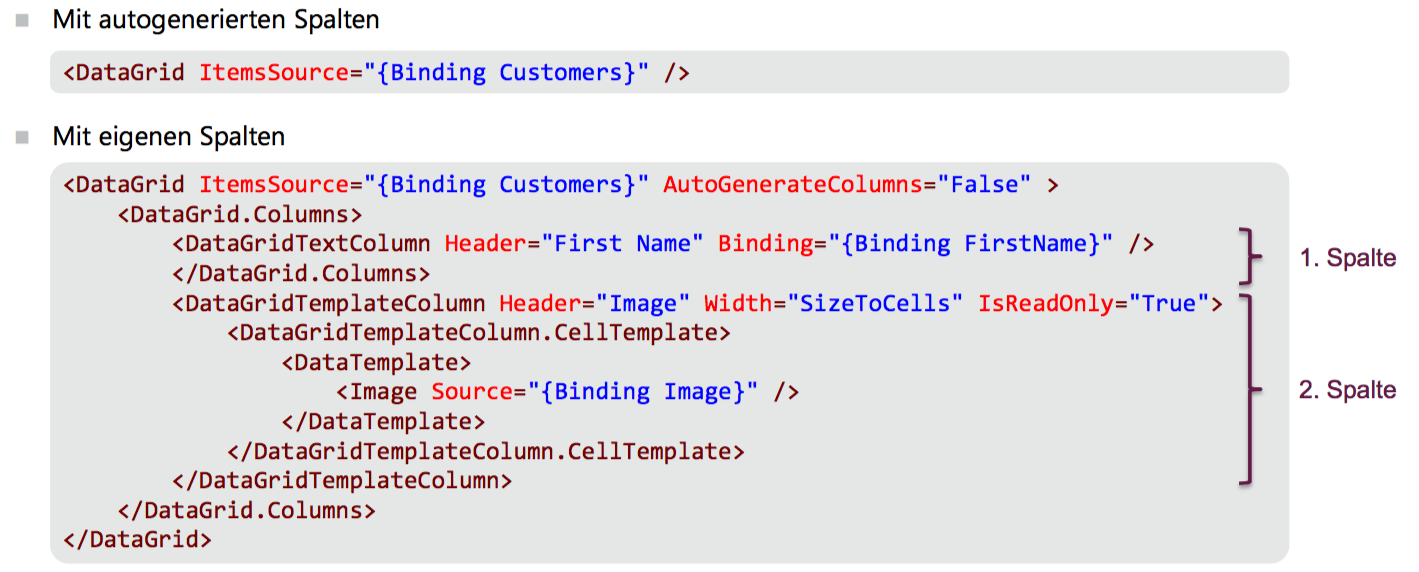 Mit autogenerierten Spalten
<DataGrid ItemsSource="{Binding Customers}" />
Mit eigenen Spalten
<DataGrid ItemsSource="{Binding Customers}" AutoGenerateColumns="False" >
<DataGrid.Columns>
<DataGridTextColumn Header="First Name" Binding="{Binding FirstName}" />
</DataGrid.Columns>
1. Spalte
<DataGridTemplateColumn Header="Image" Width="SizeToCells" IsReadOnly="True">
<DataGridTemplateColumn.CellTemplate>
<DataTemplate>
<Image Source="{Binding Image}" />
2. Spalte
</DataTemplate>
</DataGridTemplateColumn.CellTemplate>
</DataGridTemplateColumn>
</DataGrid.Columns>
</DataGrid>